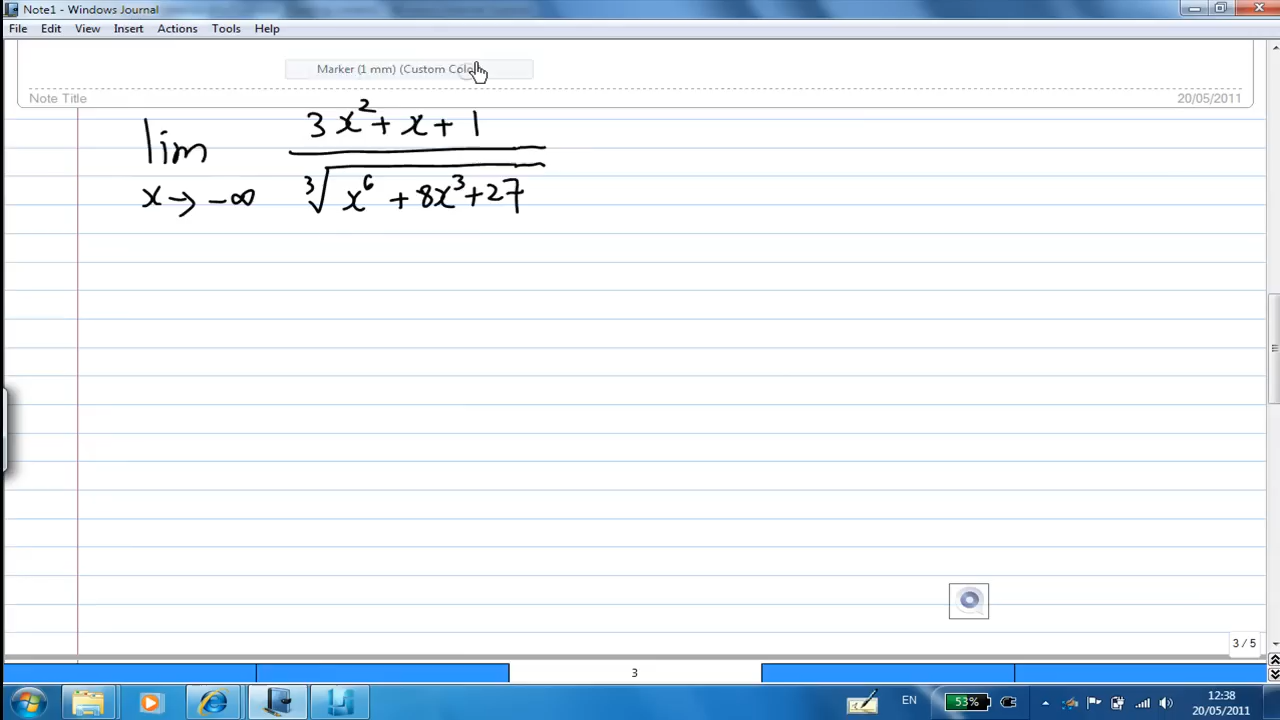 Note1 - Windows Journal
File Edit View Insert Actions Tools Help
Marker (1 mm) (Custom Colo
Note Title
20/05/2011
lim x→-∞ (3x²+x+1)/∛(x⁶+8x³+27)
3 / 5
3
EN
53%
12:38
20/05/2011